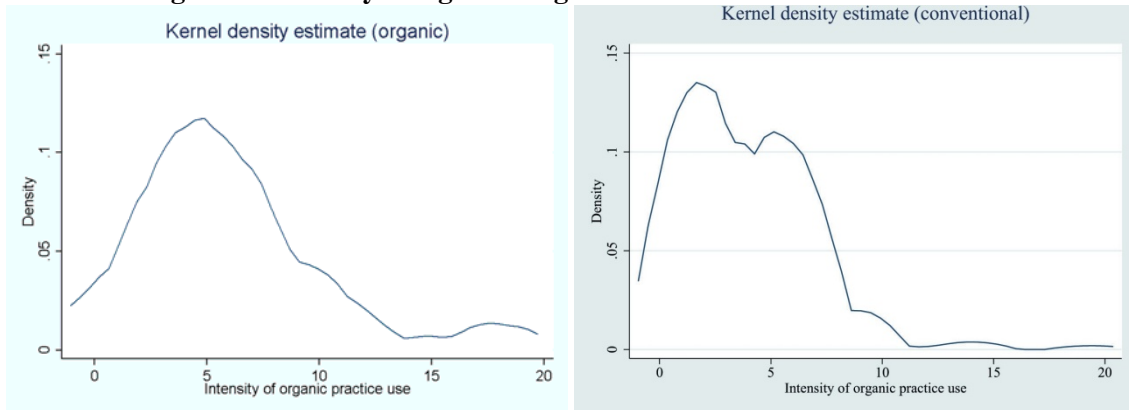 Kernel density estimate (organic)
.15
.1
.05
0
Density
0 5 10 15 20
Intensity of organic practice use
Kernel density estimate (conventional)
.15
.1
.05
0
Density
0 5 10 15 20
Intensity of organic practice use